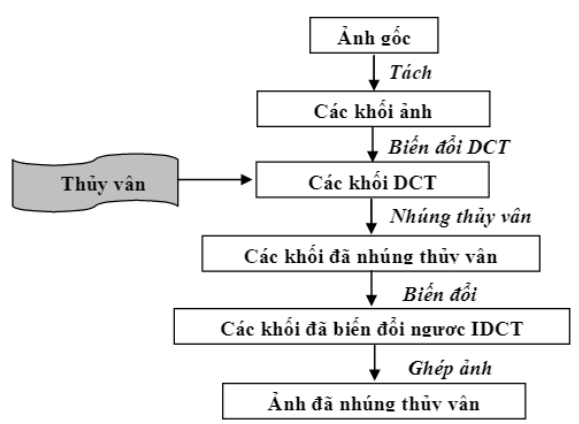 Ảnh gốc
Tách
Các khối ảnh
Biến đổi DCT
Thủy vân
Các khối DCT
Nhúng thủy vân
Các khối đã nhúng thủy vân
Biến đổi
Các khối đã biến đổi ngược IDCT
Ghép ảnh
Ảnh đã nhúng thủy vân